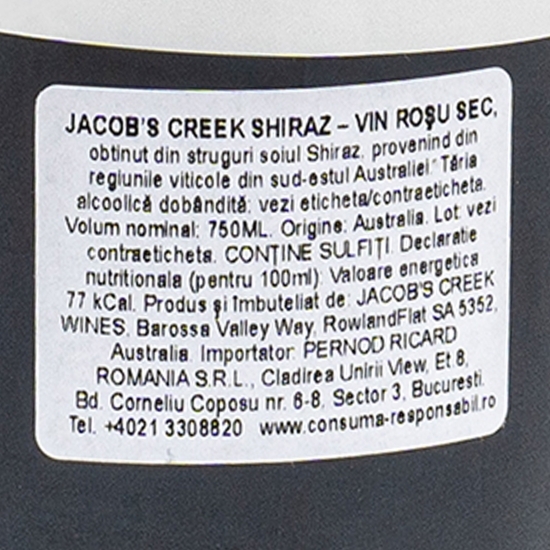 JACOB'S CREEK SHIRAZ – VIN ROŞU SEC,
obtinut din struguri soiul Shiraz, provenind din
regiunile viticole din sud-estul Australiei. Tăria
alcoolică dobândită: vezi eticheta/contraeticheta.
Volum nominal: 750ML. Origine: Australia. Lot: vezi
contraeticheta. CONŢINE SULFIŢI. Declaratie
nutritionala (pentru 100ml): Valoare energetica
77 kCal. Produs şi îmbuteliat de: JACOB'S CREEK
WINES, Barossa Valley Way, RowlandFlat SA 5352,
Australia. Importator: PERNOD RICARD
ROMANIA S.R.L., Cladirea Unirii View, Et.8,
Bd. Corneliu Coposu nr. 6-8, Sector 3, Bucuresti.
Tel. +4021 3308820 www.consuma-responsabil.ro